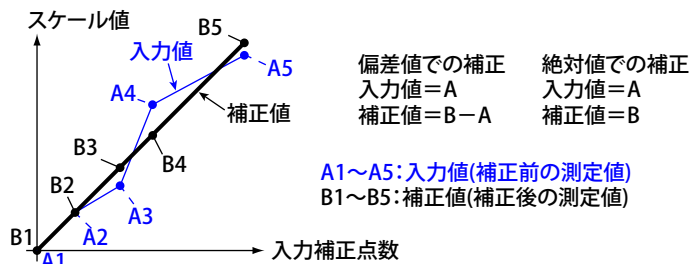 スケール値
B5
入力値
A5
A4
補正値
B3
B4
B2
A3
A2
B1
A1
入力補正点数
偏差値での補正
入力値＝A
補正値＝B－A
絶対値での補正
入力値＝A
補正値＝B
A1～A5：入力値(補正前の測定値)
B1～B5：補正値(補正後の測定値)